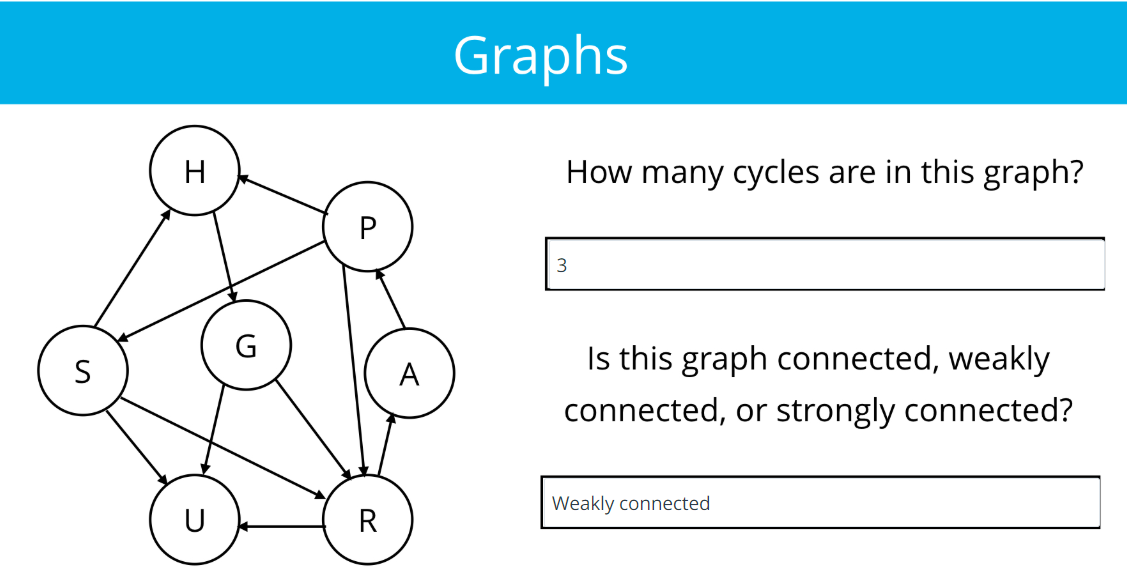 Graphs
H
P
G
S
A
U
R
How many cycles are in this graph?
3
Is this graph connected, weakly
connected, or strongly connected?
Weakly connected